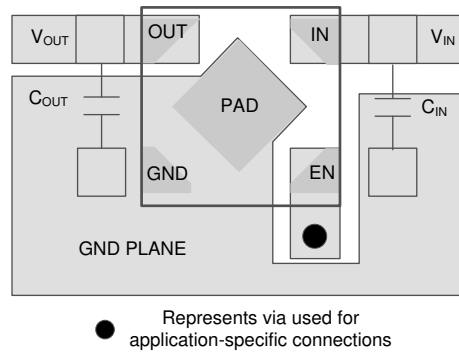 VOUT OUT IN VIN
COUT PAD CIN
GND EN
GND PLANE
Represents via used for
application-specific connections